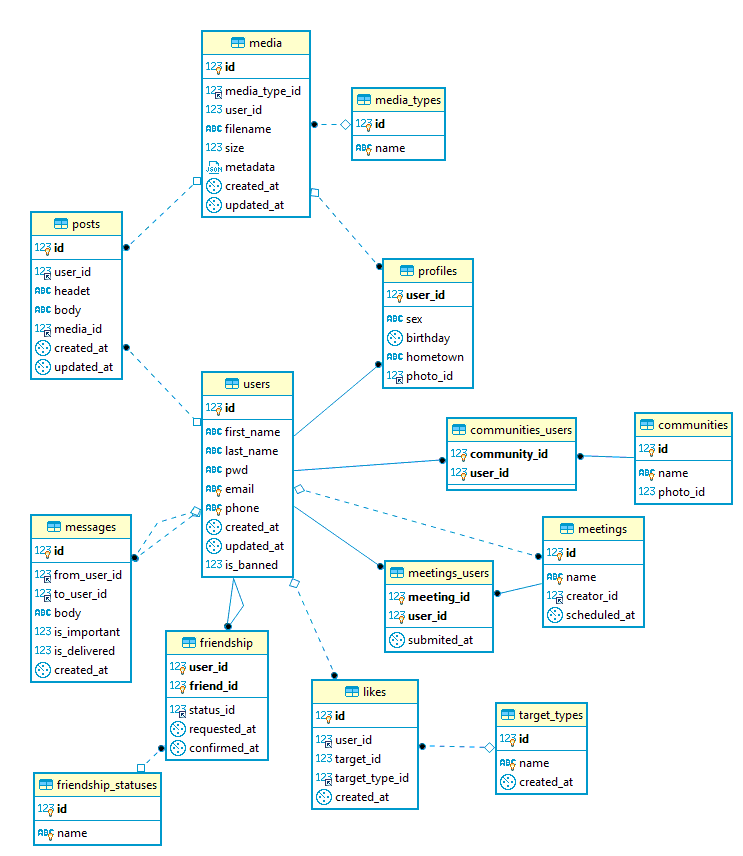 media
123 id
123 media_type_id
123 user_id
ABC filename
123 size
JSON metadata
created_at
updated_at
media_types
123 id
ABC name
posts
123 id
123 user_id
ABC headet
ABC body
123 media_id
created_at
updated_at
profiles
123 user_id
ABC sex
birthday
ABC hometown
123 photo_id
users
123 id
ABC first_name
ABC last_name
ABC pwd
ABC email
ABC phone
created_at
updated_at
123 is_banned
communities_users
123 community_id
123 user_id
communities
123 id
ABC name
123 photo_id
messages
123 id
123 from_user_id
123 to_user_id
ABC body
123 is_important
123 is_delivered
created_at
meetings
123 id
ABC name
123 creator_id
scheduled_at
meetings_users
123 meeting_id
123 user_id
submited_at
friendship
123 user_id
123 friend_id
123 status_id
requested_at
confirmed_at
likes
123 id
123 user_id
123 target_id
123 target_type_id
created_at
target_types
123 id
ABC name
created_at
friendship_statuses
123 id
ABC name